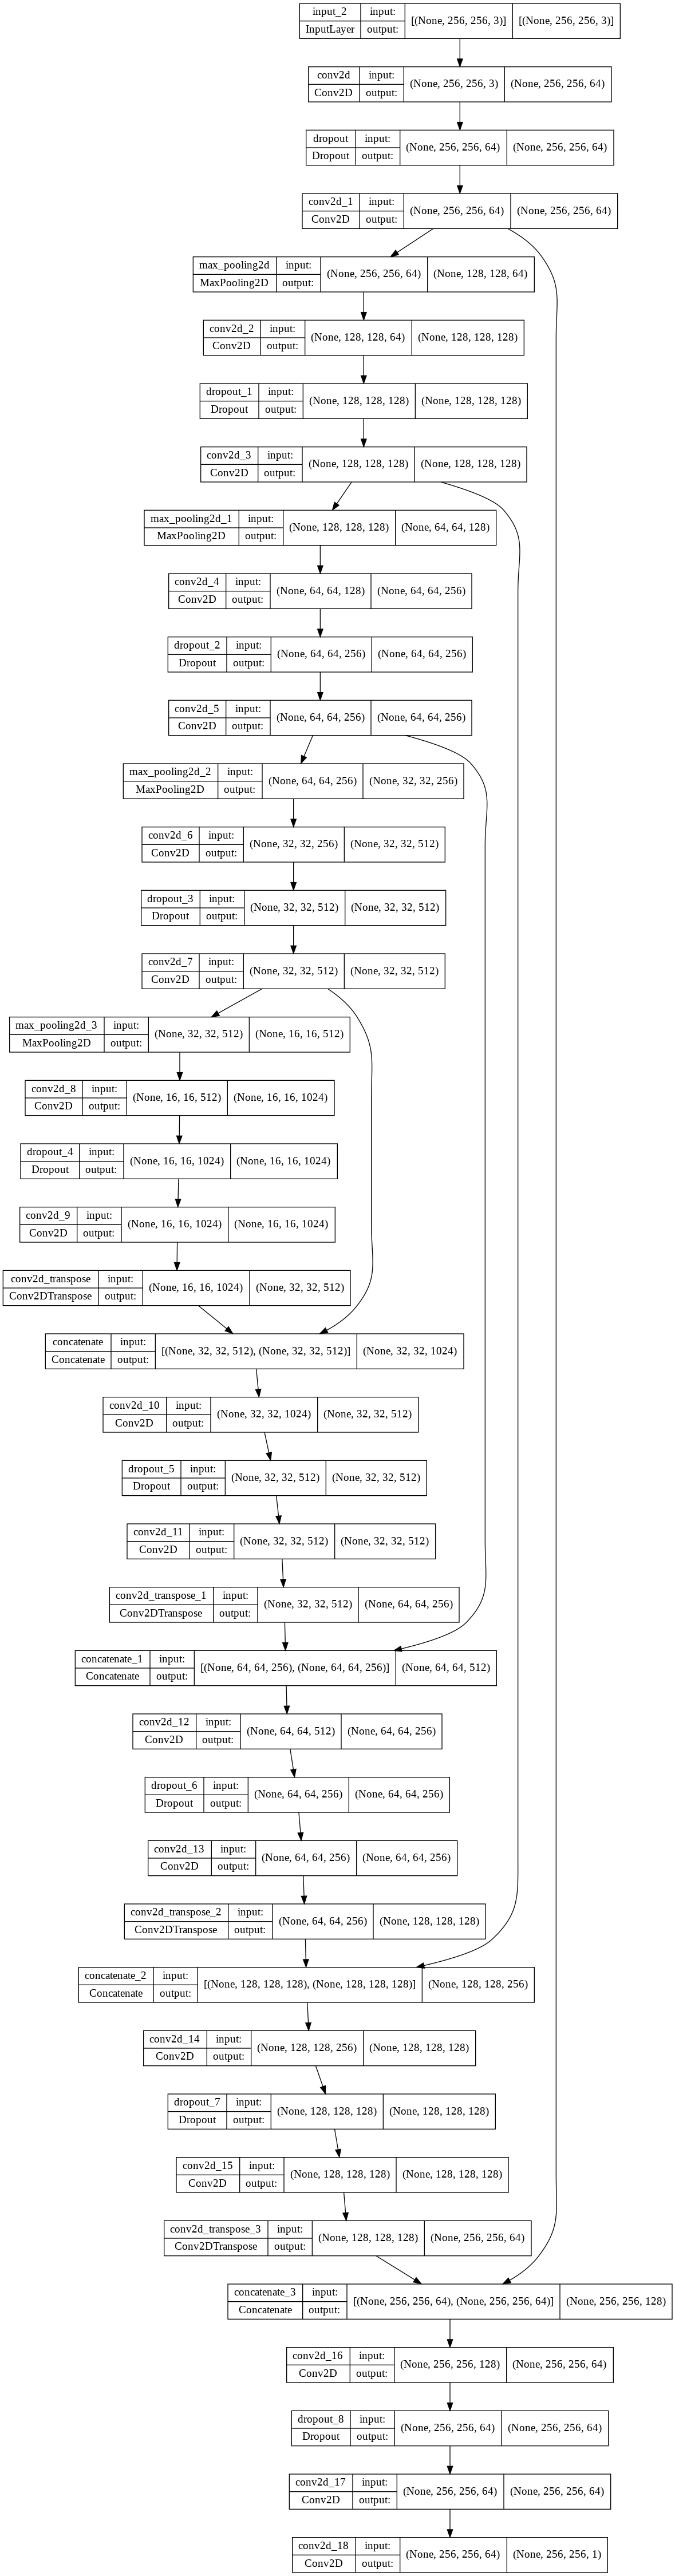 input_2 input: [(None, 256, 256, 3)] [(None, 256, 256, 3)]
InputLayer output:
conv2d input: (None, 256, 256, 3) (None, 256, 256, 64)
Conv2D output:
dropout input: (None, 256, 256, 64) (None, 256, 256, 64)
Dropout output:
conv2d_1 input: (None, 256, 256, 64) (None, 256, 256, 64)
Conv2D output:
max_pooling2d input: (None, 256, 256, 64) (None, 128, 128, 64)
MaxPooling2D output:
conv2d_2 input: (None, 128, 128, 64) (None, 128, 128, 128)
Conv2D output:
dropout_1 input: (None, 128, 128, 128) (None, 128, 128, 128)
Dropout output:
conv2d_3 input: (None, 128, 128, 128) (None, 128, 128, 128)
Conv2D output:
max_pooling2d_1 input: (None, 128, 128, 128) (None, 64, 64, 128)
MaxPooling2D output:
conv2d_4 input: (None, 64, 64, 128) (None, 64, 64, 256)
Conv2D output:
dropout_2 input: (None, 64, 64, 256) (None, 64, 64, 256)
Dropout output:
conv2d_5 input: (None, 64, 64, 256) (None, 64, 64, 256)
Conv2D output:
max_pooling2d_2 input: (None, 64, 64, 256) (None, 32, 32, 256)
MaxPooling2D output:
conv2d_6 input: (None, 32, 32, 256) (None, 32, 32, 512)
Conv2D output:
dropout_3 input: (None, 32, 32, 512) (None, 32, 32, 512)
Dropout output:
conv2d_7 input: (None, 32, 32, 512) (None, 32, 32, 512)
Conv2D output:
max_pooling2d_3 input: (None, 32, 32, 512) (None, 16, 16, 512)
MaxPooling2D output:
conv2d_8 input: (None, 16, 16, 512) (None, 16, 16, 1024)
Conv2D output:
dropout_4 input: (None, 16, 16, 1024) (None, 16, 16, 1024)
Dropout output:
conv2d_9 input: (None, 16, 16, 1024) (None, 16, 16, 1024)
Conv2D output:
conv2d_transpose input: (None, 16, 16, 1024) (None, 32, 32, 512)
Conv2DTranspose output:
concatenate input: [(None, 32, 32, 512), (None, 32, 32, 512)] (None, 32, 32, 1024)
Concatenate output:
conv2d_10 input: (None, 32, 32, 1024) (None, 32, 32, 512)
Conv2D output:
dropout_5 input: (None, 32, 32, 512) (None, 32, 32, 512)
Dropout output:
conv2d_11 input: (None, 32, 32, 512) (None, 32, 32, 512)
Conv2D output:
conv2d_transpose_1 input: (None, 32, 32, 512) (None, 64, 64, 256)
Conv2DTranspose output:
concatenate_1 input: [(None, 64, 64, 256), (None, 64, 64, 256)] (None, 64, 64, 512)
Concatenate output:
conv2d_12 input: (None, 64, 64, 512) (None, 64, 64, 256)
Conv2D output:
dropout_6 input: (None, 64, 64, 256) (None, 64, 64, 256)
Dropout output:
conv2d_13 input: (None, 64, 64, 256) (None, 64, 64, 256)
Conv2D output:
conv2d_transpose_2 input: (None, 64, 64, 256) (None, 128, 128, 128)
Conv2DTranspose output:
concatenate_2 input: [(None, 128, 128, 128), (None, 128, 128, 128)] (None, 128, 128, 256)
Concatenate output:
conv2d_14 input: (None, 128, 128, 256) (None, 128, 128, 128)
Conv2D output:
dropout_7 input: (None, 128, 128, 128) (None, 128, 128, 128)
Dropout output:
conv2d_15 input: (None, 128, 128, 128) (None, 128, 128, 128)
Conv2D output:
conv2d_transpose_3 input: (None, 128, 128, 128) (None, 256, 256, 64)
Conv2DTranspose output:
concatenate_3 input: [(None, 256, 256, 64), (None, 256, 256, 64)] (None, 256, 256, 128)
Concatenate output:
conv2d_16 input: (None, 256, 256, 128) (None, 256, 256, 64)
Conv2D output:
dropout_8 input: (None, 256, 256, 64) (None, 256, 256, 64)
Dropout output:
conv2d_17 input: (None, 256, 256, 64) (None, 256, 256, 64)
Conv2D output:
conv2d_18 input: (None, 256, 256, 64) (None, 256, 256, 1)
Conv2D output: